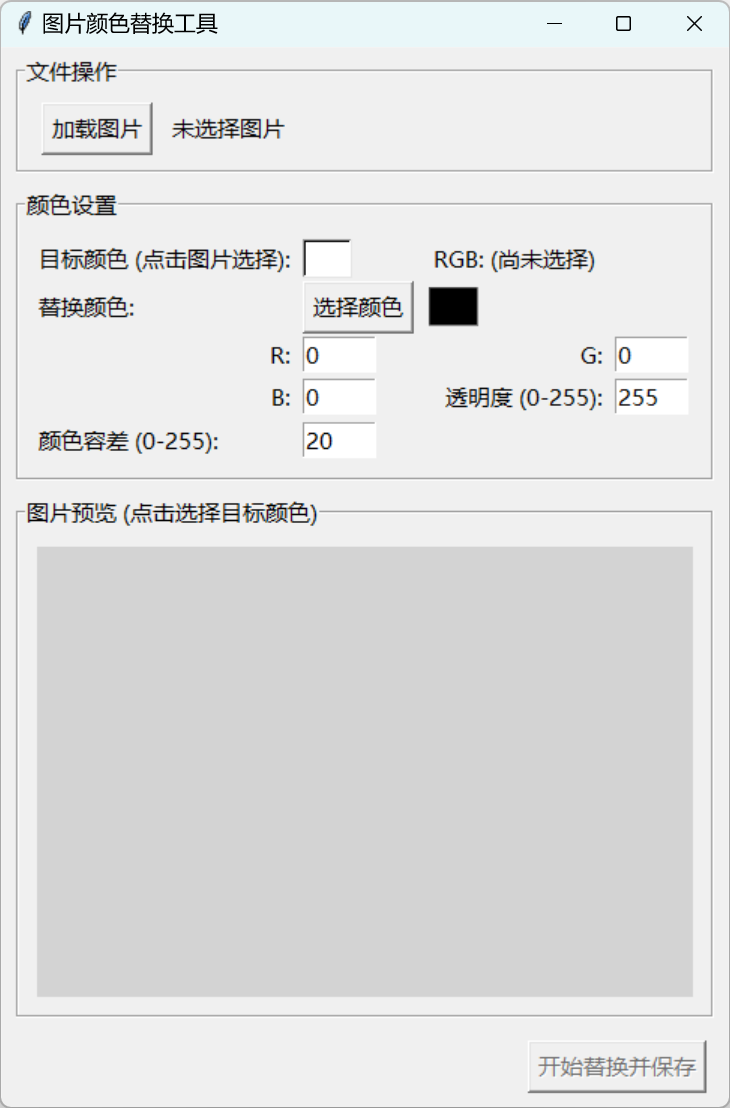 图片颜色替换工具
文件操作
加载图片 未选择图片
颜色设置
目标颜色 (点击图片选择): RGB: (尚未选择)
替换颜色: 选择颜色
R: 0 G: 0
B: 0 透明度 (0-255): 255
颜色容差 (0-255): 20
图片预览 (点击选择目标颜色)
开始替换并保存